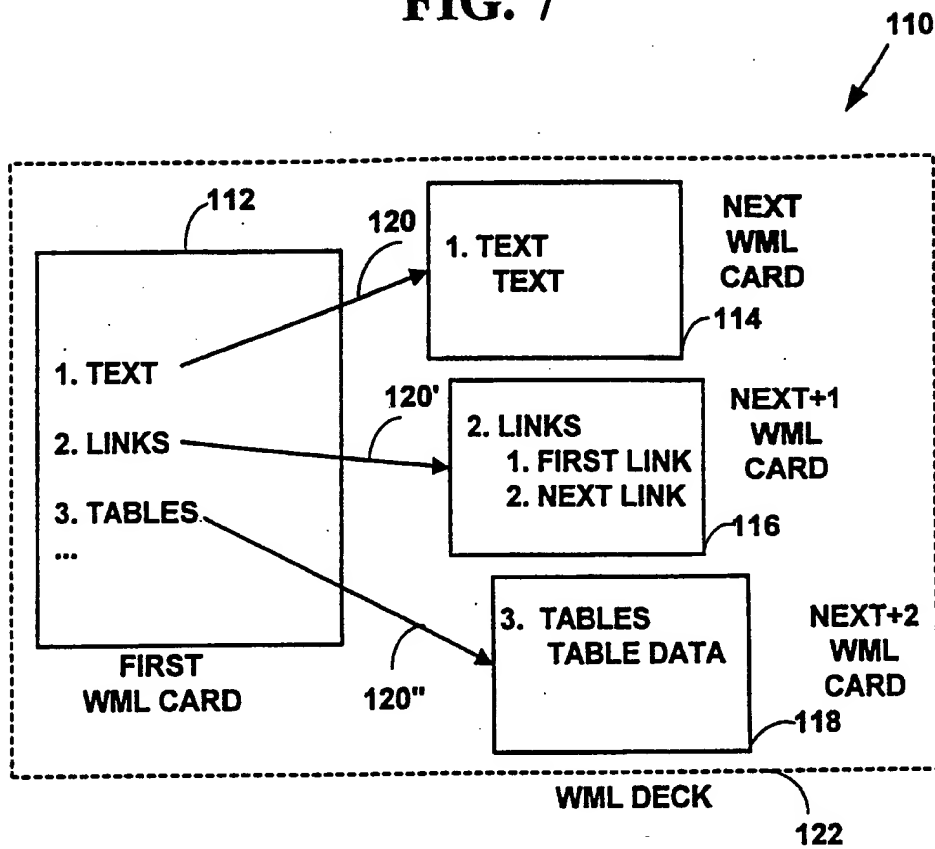 FIG. 7
110
112
120
1. TEXT
TEXT
NEXT
WML
CARD
114
1. TEXT
2. LINKS
3. TABLES
...
120'
2. LINKS
1. FIRST LINK
2. NEXT LINK
NEXT+1
WML
CARD
116
120"
3. TABLES
TABLE DATA
NEXT+2
WML
CARD
118
FIRST
WML CARD
WML DECK
122